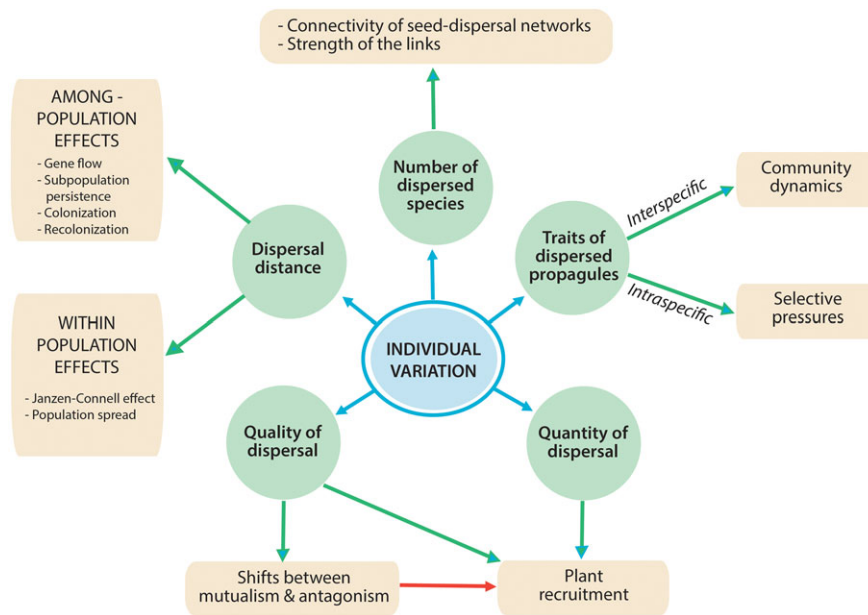 - Connectivity of seed-dispersal networks
- Strength of the links
AMONG -
POPULATION
EFFECTS
- Gene flow
- Subpopulation
persistence
- Colonization
- Recolonization
Number of
dispersed
species
Interspecific
Community
dynamics
Dispersal
distance
Traits of
dispersed
propagules
Intraspecific
Selective
pressures
WITHIN
POPULATION
EFFECTS
- Janzen-Connell effect
- Population spread
INDIVIDUAL
VARIATION
Quality of
dispersal
Quantity of
dispersal
Shifts between
mutualism & antagonism
Plant
recruitment